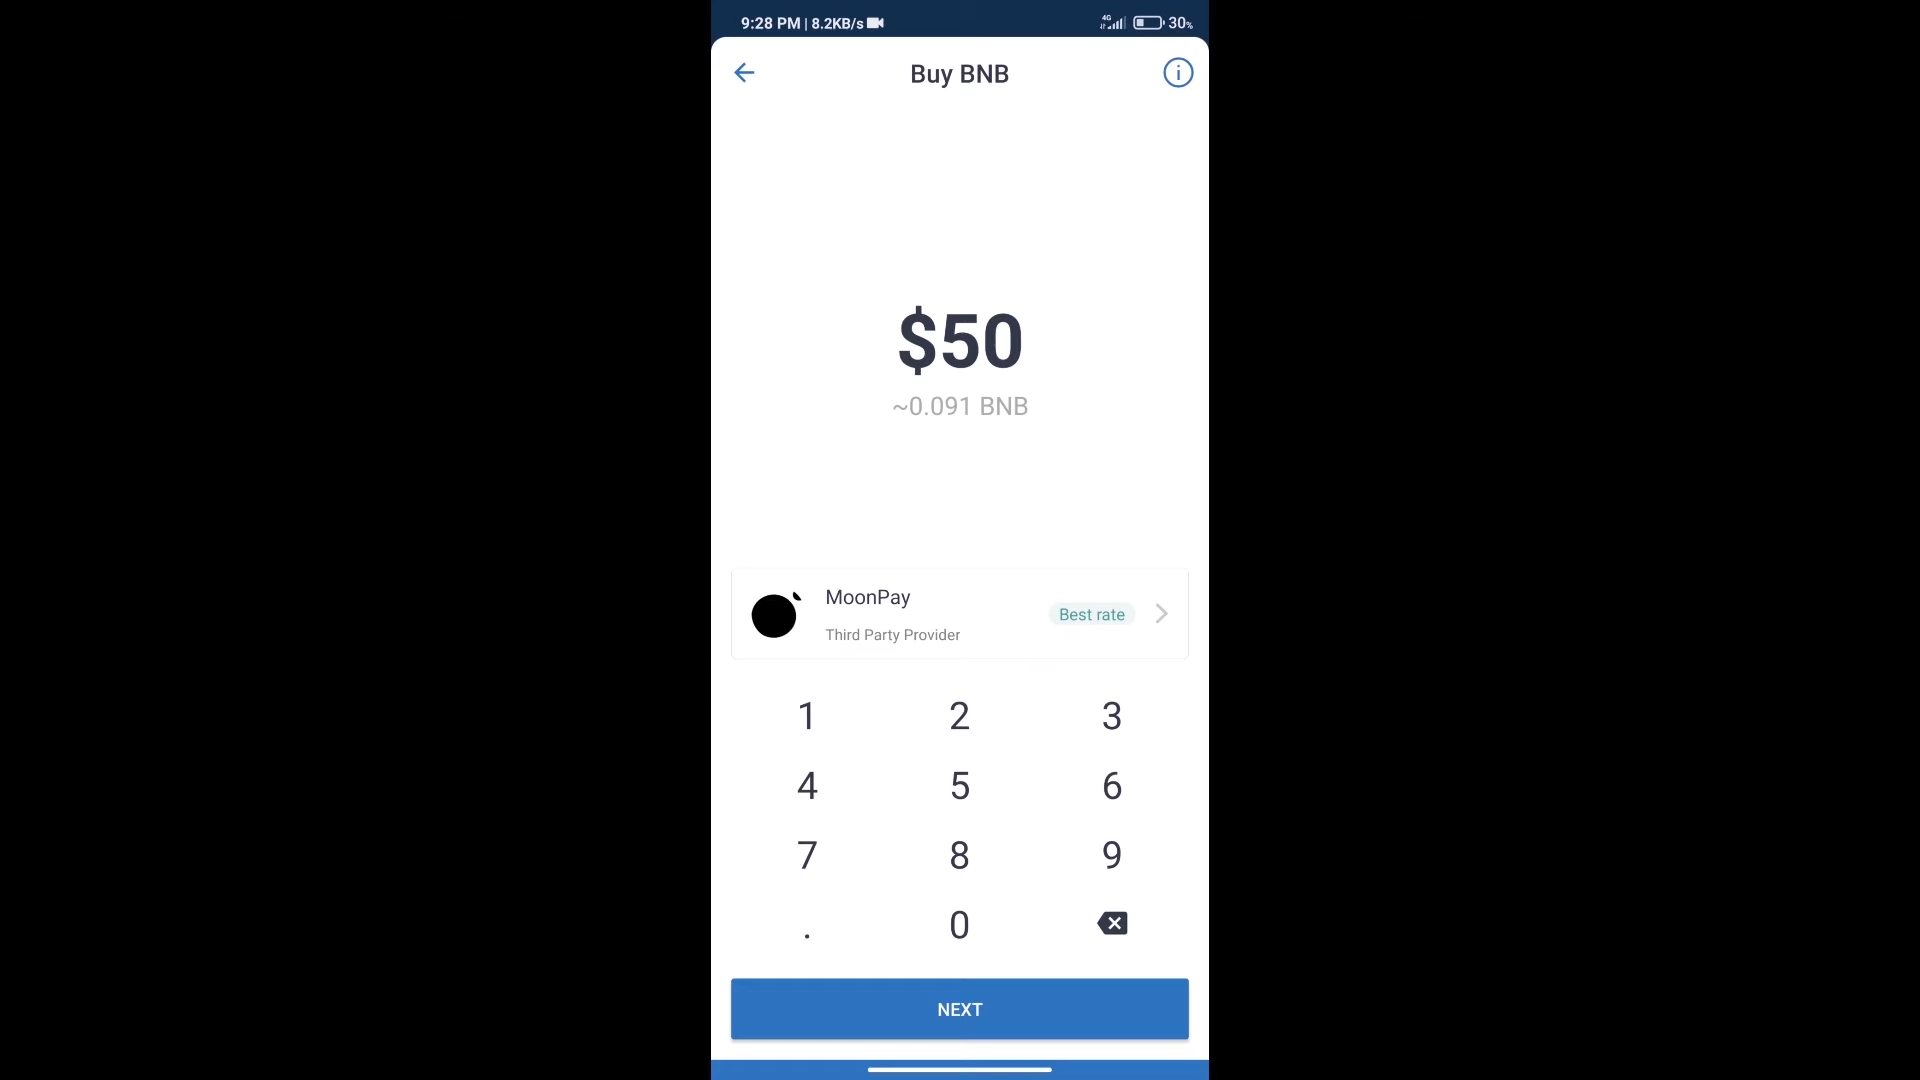 9:28 PM | 8.2KB/s 4G 30%
Buy BNB
$50
~0.091 BNB
MoonPay
Best rate
Third Party Provider
1 2 3
4 5 6
7 8 9
. 0
NEXT